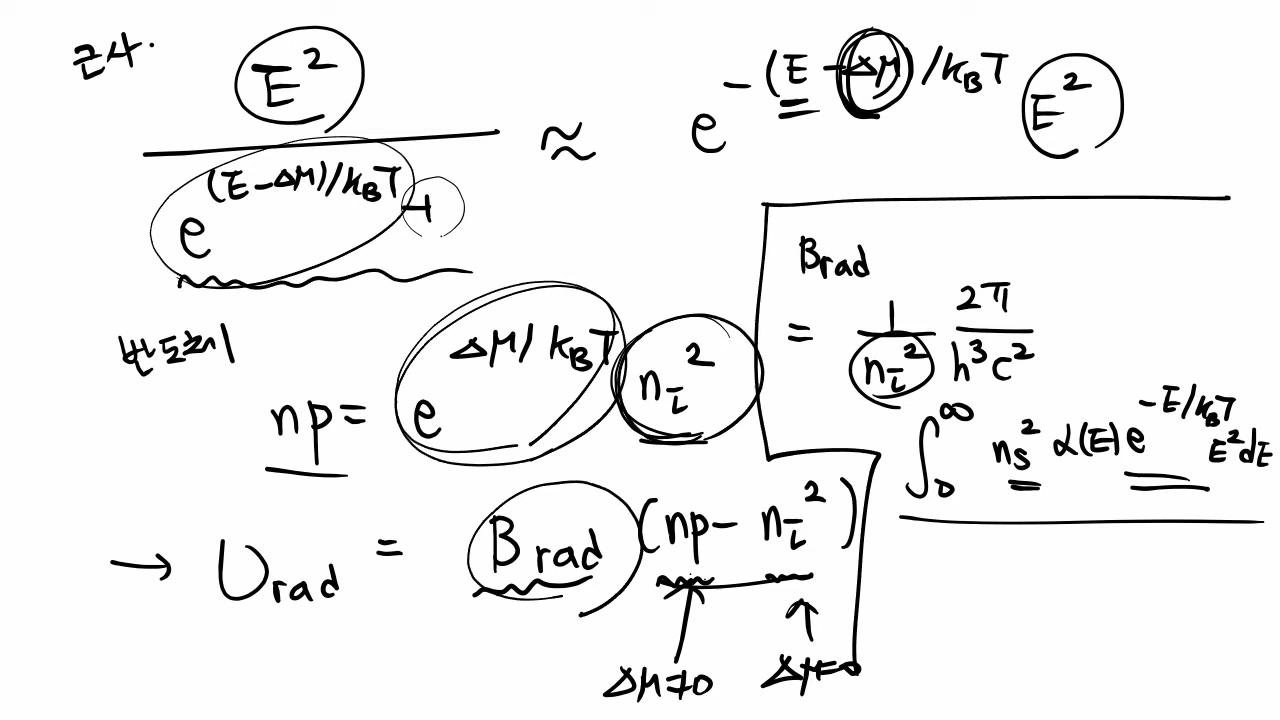 근사.
E² / (e^((E-Δμ)/k_BT) - 1) ≈ e^(-(E-Δμ)/k_BT) E²
반도체
np = e^(Δμ/k_BT) n_i²
→ U_rad = B_rad (np - n_i²)
Δμ≠0 Δμ=0
B_rad
= 1/n_i² 2π/h³c²
∫₀^∞ n_s² α(E) e^(-E/k_BT) E² dE